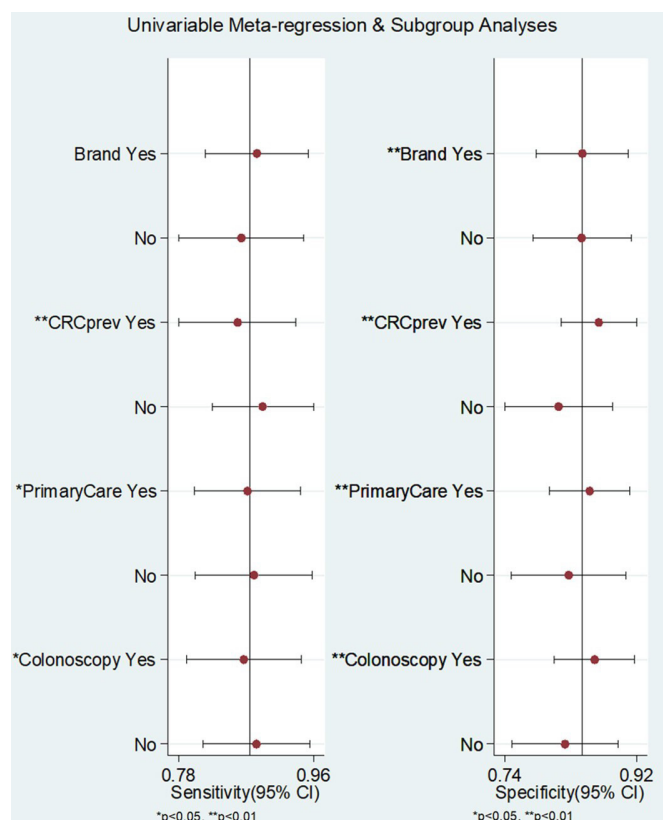 Univariable Meta-regression & Subgroup Analyses
Brand Yes
No
**CRCprev Yes
No
*PrimaryCare Yes
No
*Colonoscopy Yes
No
0.78 0.96
Sensitivity(95% CI)
*p<0.05, **p<0.01
**Brand Yes
No
**CRCprev Yes
No
**PrimaryCare Yes
No
**Colonoscopy Yes
No
0.74 0.92
Specificity(95% CI)
*p<0.05, **p<0.01